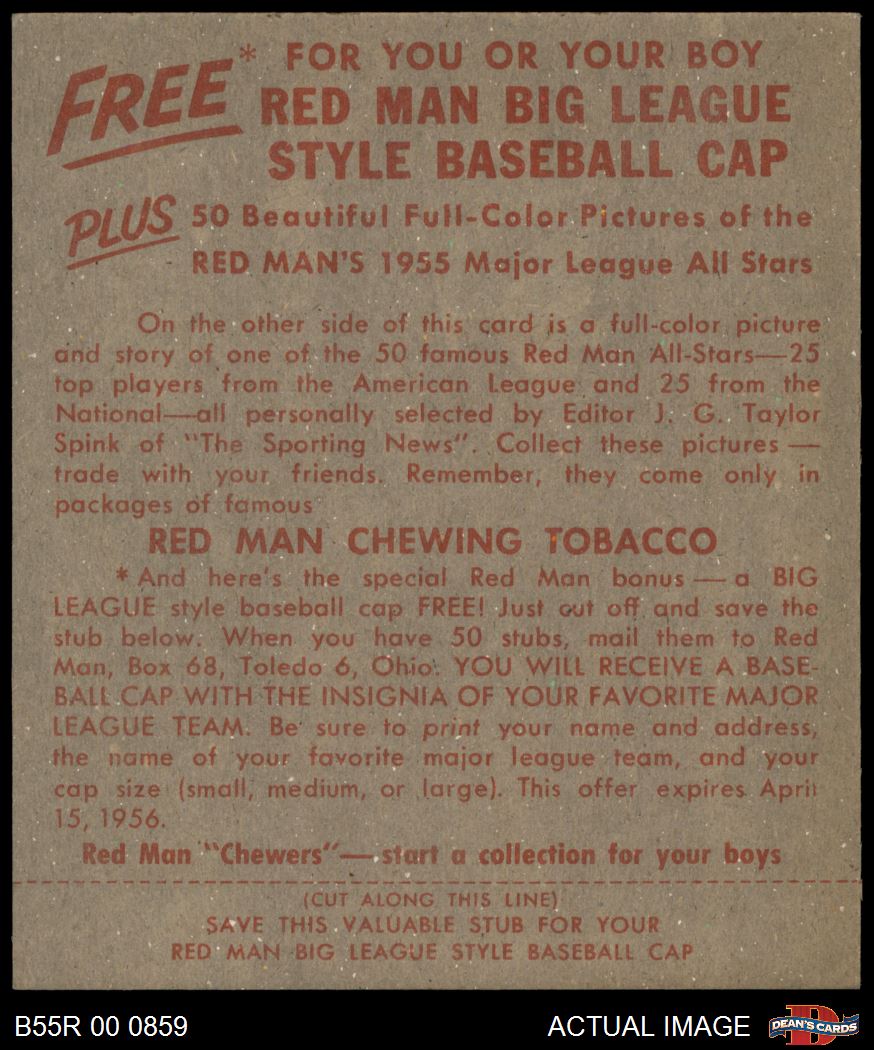 FREE* FOR YOU OR YOUR BOY
RED MAN BIG LEAGUE
STYLE BASEBALL CAP
PLUS 50 Beautiful Full-Color Pictures of the
RED MAN'S 1955 Major League All Stars
On the other side of this card is a full-color picture
and story of one of the 50 famous Red Man All-Stars—25
top players from the American League and 25 from the
National—all personally selected by Editor J. G. Taylor
Spink of "The Sporting News". Collect these pictures —
trade with your friends. Remember, they come only in
packages of famous
RED MAN CHEWING TOBACCO
*And here's the special Red Man bonus — a BIG
LEAGUE style baseball cap FREE! Just cut off and save the
stub below. When you have 50 stubs, mail them to Red
Man, Box 68, Toledo 6, Ohio. YOU WILL RECEIVE A BASE-
BALL CAP WITH THE INSIGNIA OF YOUR FAVORITE MAJOR
LEAGUE TEAM. Be sure to print your name and address,
the name of your favorite major league team, and your
cap size (small, medium, or large). This offer expires April
15, 1956.
Red Man "Chewers"—start a collection for your boys
(CUT ALONG THIS LINE)
SAVE THIS VALUABLE STUB FOR YOUR
RED MAN BIG LEAGUE STYLE BASEBALL CAP
B55R 00 0859
ACTUAL IMAGE
DEAN'S CARDS